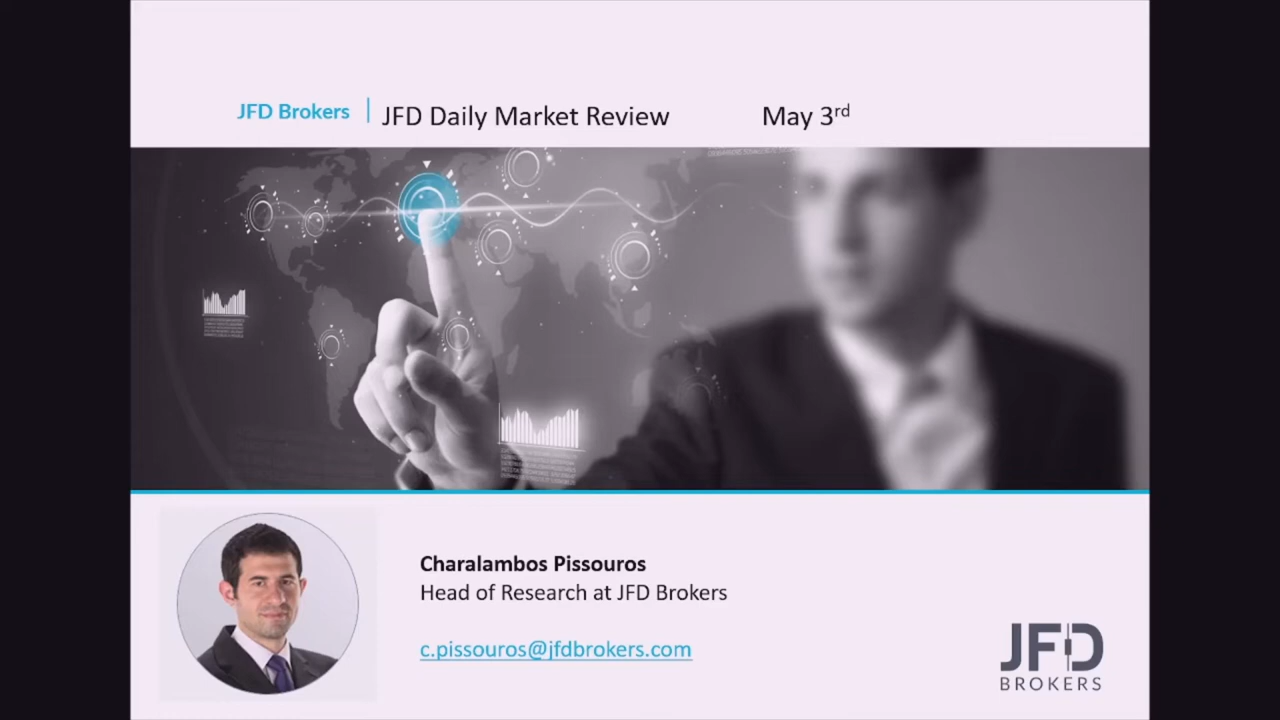 JFD Brokers | JFD Daily Market Review May 3rd
Charalambos Pissouros
Head of Research at JFD Brokers
c.pissouros@jfdbrokers.com
JFD
BROKERS